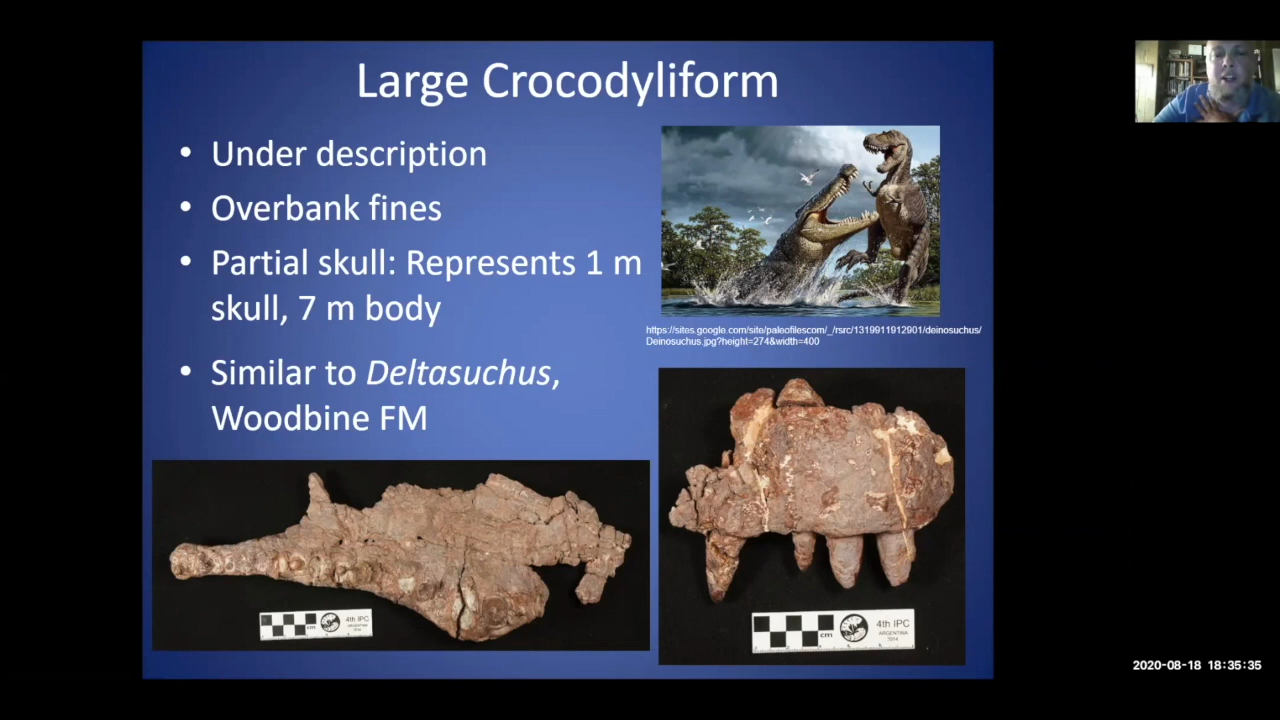 Large Crocodyliform
• Under description
• Overbank fines
• Partial skull: Represents 1 m
skull, 7 m body
• Similar to Deltasuchus,
Woodbine FM
https://sites.google.com/site/paleofilescom/_/rsrc/1319911912901/deinosuchus/
Deinosuchus.jpg?height=274&width=400
cm
4th IPC
ARGENTINA
2014
cm
4th IPC
ARGENTINA
2014
2020-08-18 18:35:35